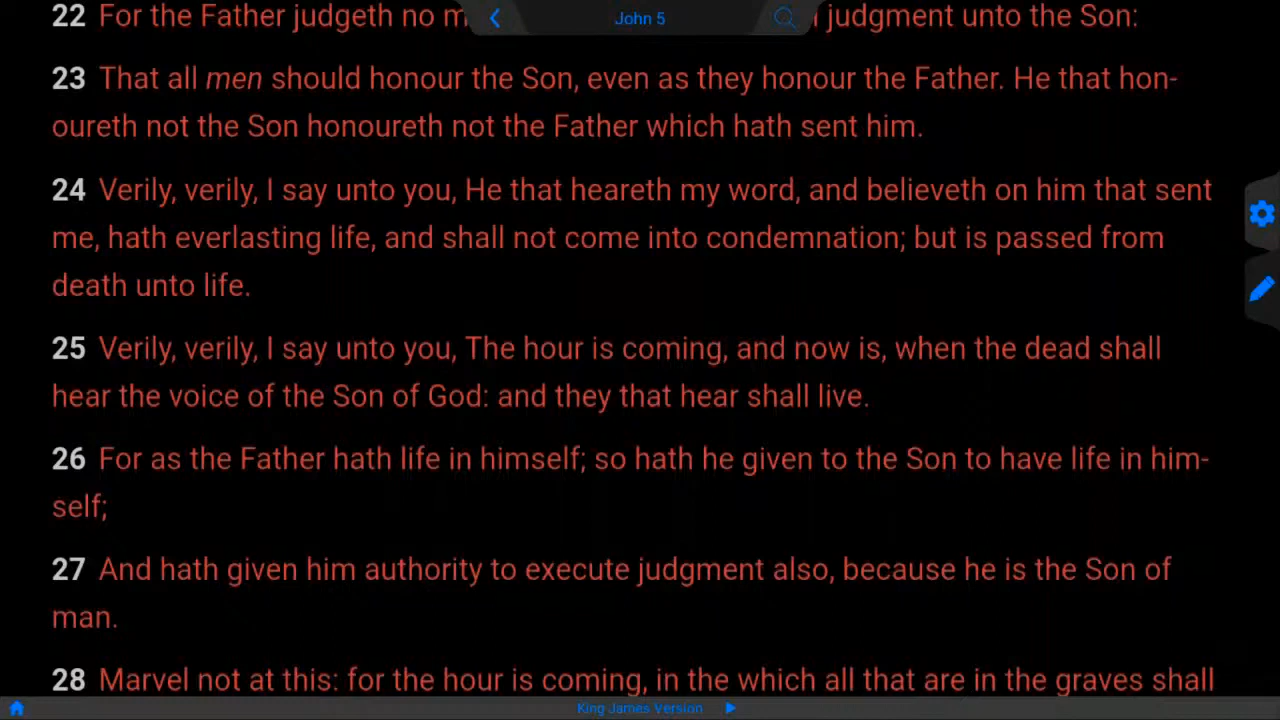 22 For the Father judgeth no judgment unto the Son:
John 5
23 That all men should honour the Son, even as they honour the Father. He that hon-
oureth not the Son honoureth not the Father which hath sent him.
24 Verily, verily, I say unto you, He that heareth my word, and believeth on him that sent
me, hath everlasting life, and shall not come into condemnation; but is passed from
death unto life.
25 Verily, verily, I say unto you, The hour is coming, and now is, when the dead shall
hear the voice of the Son of God: and they that hear shall live.
26 For as the Father hath life in himself; so hath he given to the Son to have life in him-
self;
27 And hath given him authority to execute judgment also, because he is the Son of
man.
28 Marvel not at this: for the hour is coming, in the which all that are in the graves shall
King James Version